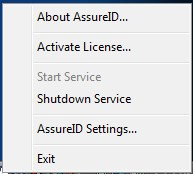 About AssureID...
Activate License...
Start Service
Shutdown Service
AssureID Settings...
Exit